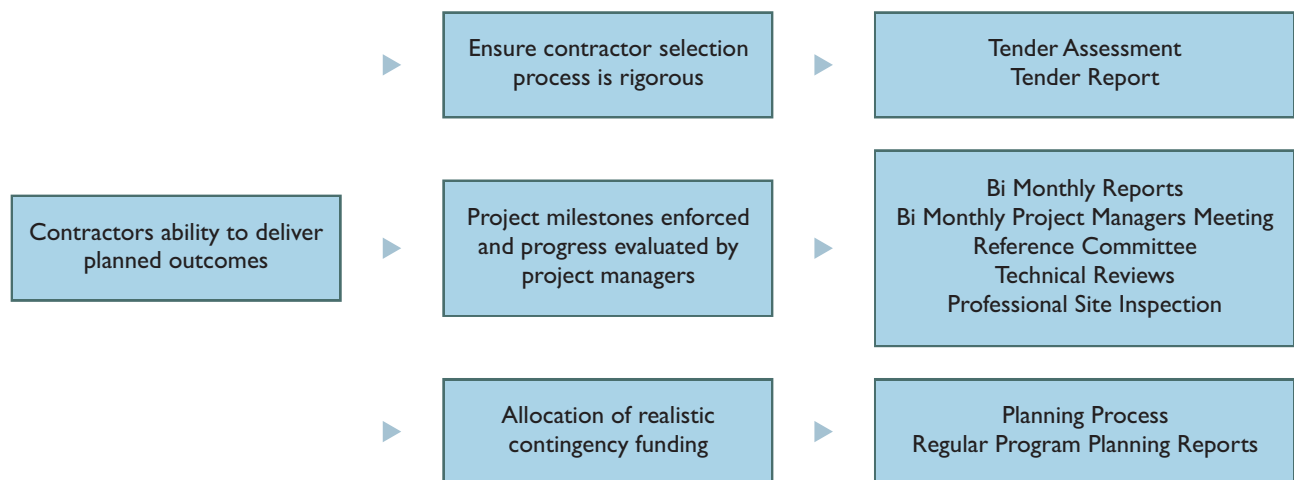 Ensure contractor selection
process is rigorous
Tender Assessment
Tender Report
Contractors ability to deliver
planned outcomes
Project milestones enforced
and progress evaluated by
project managers
Bi Monthly Reports
Bi Monthly Project Managers Meeting
Reference Committee
Technical Reviews
Professional Site Inspection
Allocation of realistic
contingency funding
Planning Process
Regular Program Planning Reports